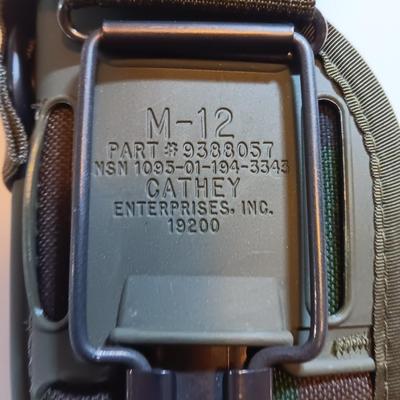 M-12
PART # 9388057
NSN 1095-01-194-3343
CATHEY
ENTERPRISES, INC.
19200